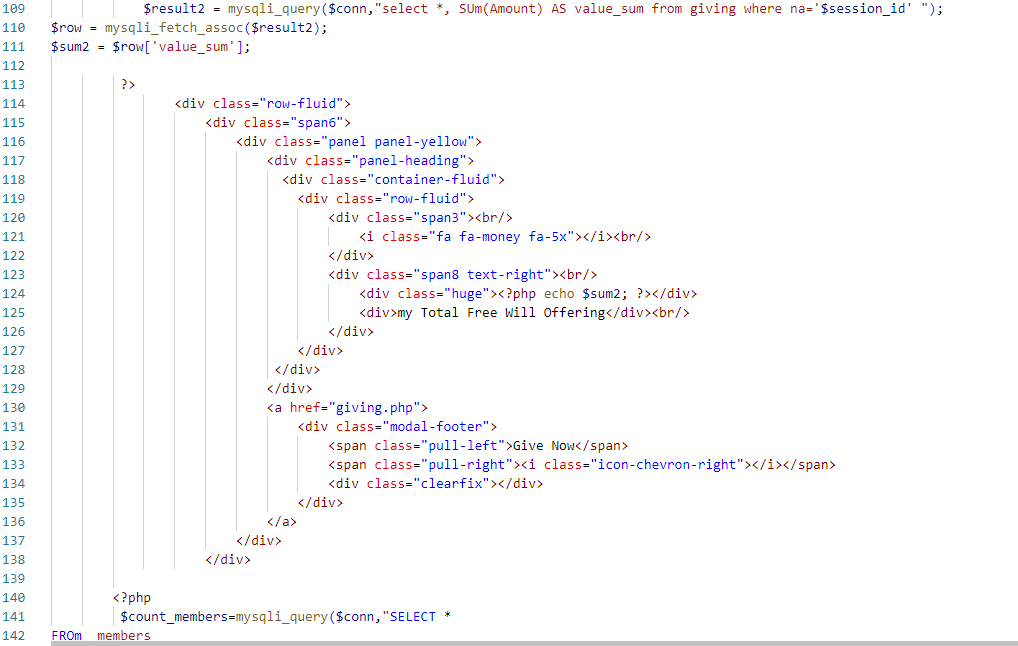 109 $result2 = mysqli_query($conn,"select *, SUm(Amount) AS value_sum from giving where na='$session_id' ");
110 $row = mysqli_fetch_assoc($result2);
111 $sum2 = $row['value_sum'];
112
113 ?>
114 <div class="row-fluid">
115 <div class="span6">
116 <div class="panel panel-yellow">
117 <div class="panel-heading">
118 <div class="container-fluid">
119 <div class="row-fluid">
120 <div class="span3"><br/>
121 <i class="fa fa-money fa-5x"></i><br/>
122 </div>
123 <div class="span8 text-right"><br/>
124 <div class="huge"><?php echo $sum2; ?></div>
125 <div>my Total Free Will Offering</div><br/>
126 </div>
127 </div>
128 </div>
129 </div>
130 <a href="giving.php">
131 <div class="modal-footer">
132 <span class="pull-left">Give Now</span>
133 <span class="pull-right"><i class="icon-chevron-right"></i></span>
134 <div class="clearfix"></div>
135 </div>
136 </a>
137 </div>
138 </div>
139
140 <?php
141 $count_members=mysqli_query($conn,"SELECT *
142 FROm members